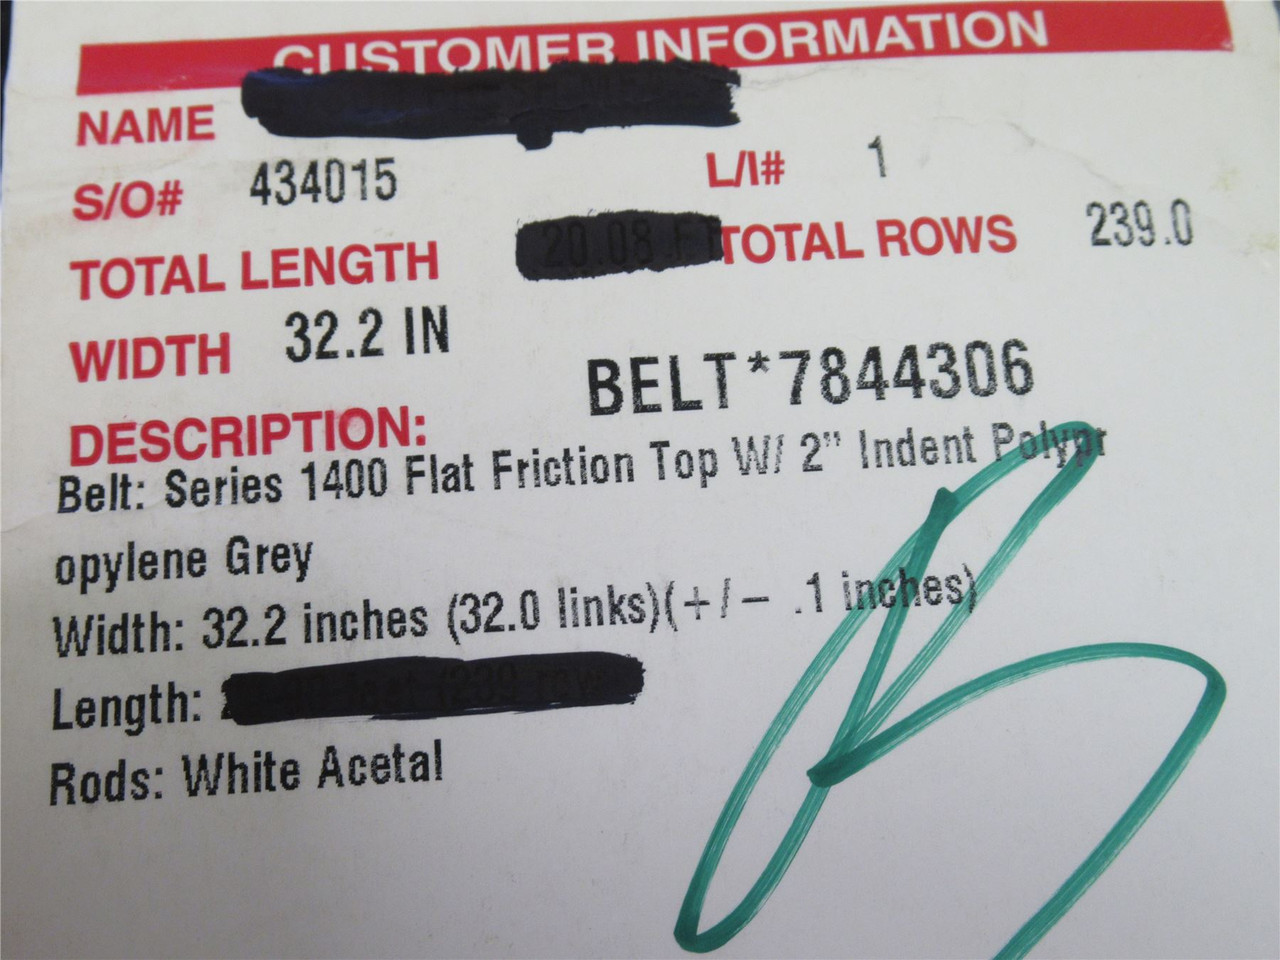 CUSTOMER INFORMATION
NAME
S/O# 434015 L/I# 1
TOTAL LENGTH TOTAL ROWS 239.0
WIDTH 32.2 IN
BELT*7844306
DESCRIPTION:
Belt: Series 1400 Flat Friction Top W/ 2" Indent Polypr
opylene Grey
Width: 32.2 inches (32.0 links)(+/- .1 inches)
Length:
Rods: White Acetal